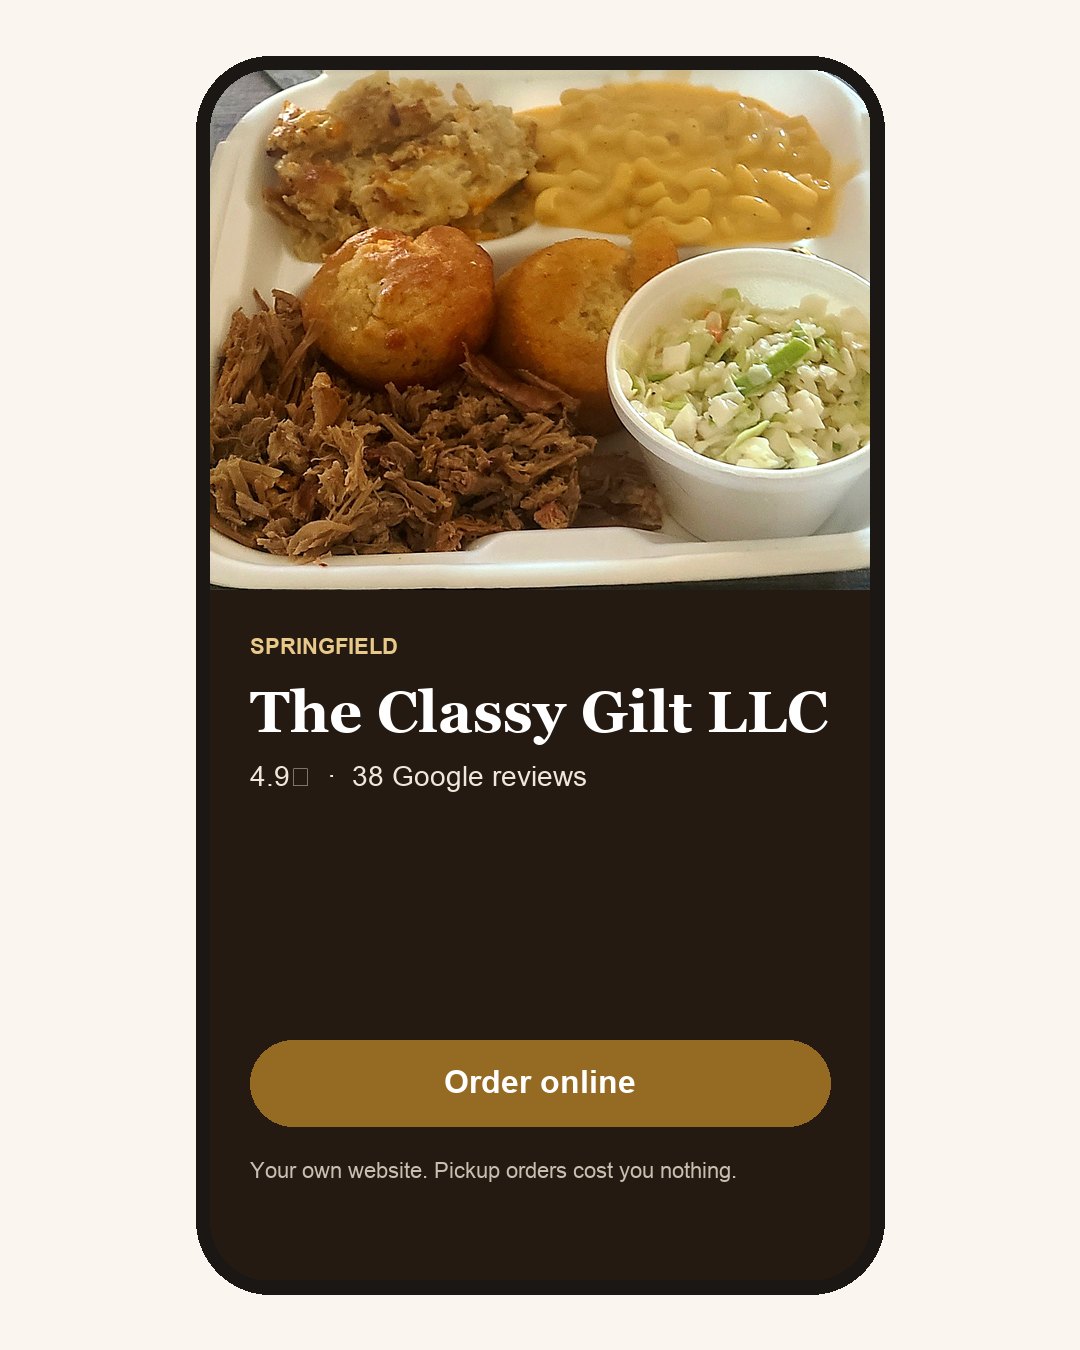 SPRINGFIELD
The Classy Gilt LLC
4.9□ · 38 Google reviews
Order online
Your own website. Pickup orders cost you nothing.